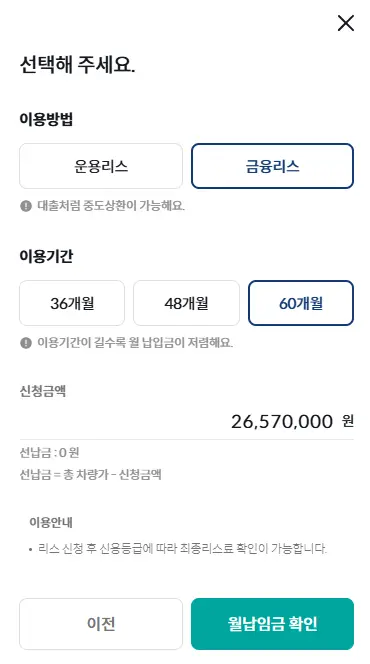 선택해 주세요.
이용방법
운용리스
금융리스
대출처럼 중도상환이 가능해요.
이용기간
36개월
48개월
60개월
이용기간이 길수록 월 납입금이 저렴해요.
신청금액
26,570,000 원
선납금 : 0 원
선납금 = 총 차량가 - 신청금액
이용안내
• 리스 신청 후 신용등급에 따라 최종리스료 확인이 가능합니다.
이전
월납임금 확인